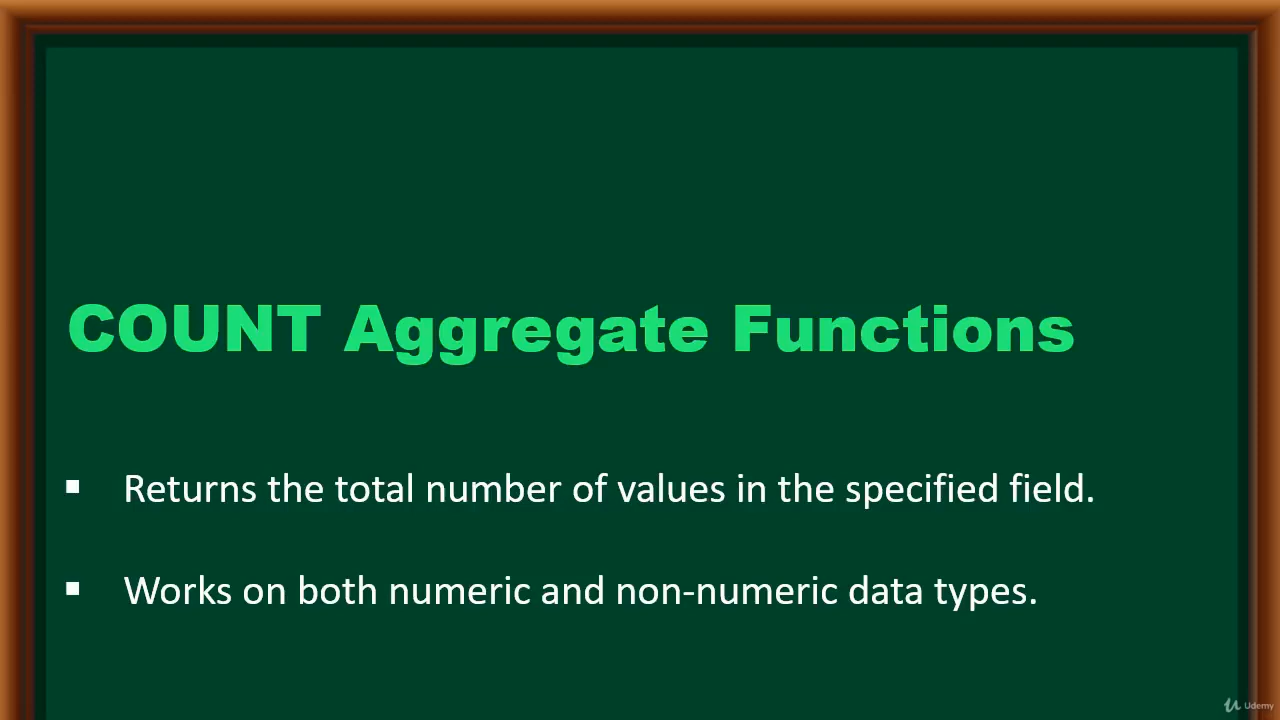 COUNT Aggregate Functions
▪ Returns the total number of values in the specified field.
▪ Works on both numeric and non-numeric data types.
Udemy